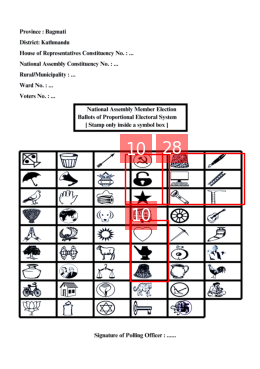 Province : Bagmati
District: Kathmandu
House of Representatives Constituency No. : ...
National Assembly Constituency No. : ...
Rural/Municipality : ...
Ward No. : ...
Voters No. : ...
National Assembly Member Election
Ballots of Proportional Electoral System
[ Stamp only inside a symbol box ]
10 28
10
Signature of Polling Officer : ......